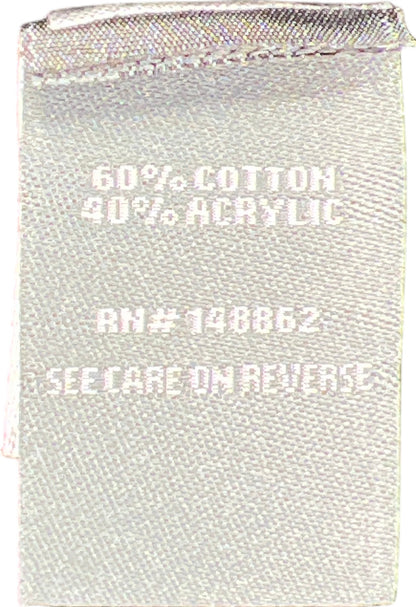 60% COTTON
40% ACRYLIC
RN# 148862
SEE CARE ON REVERSE